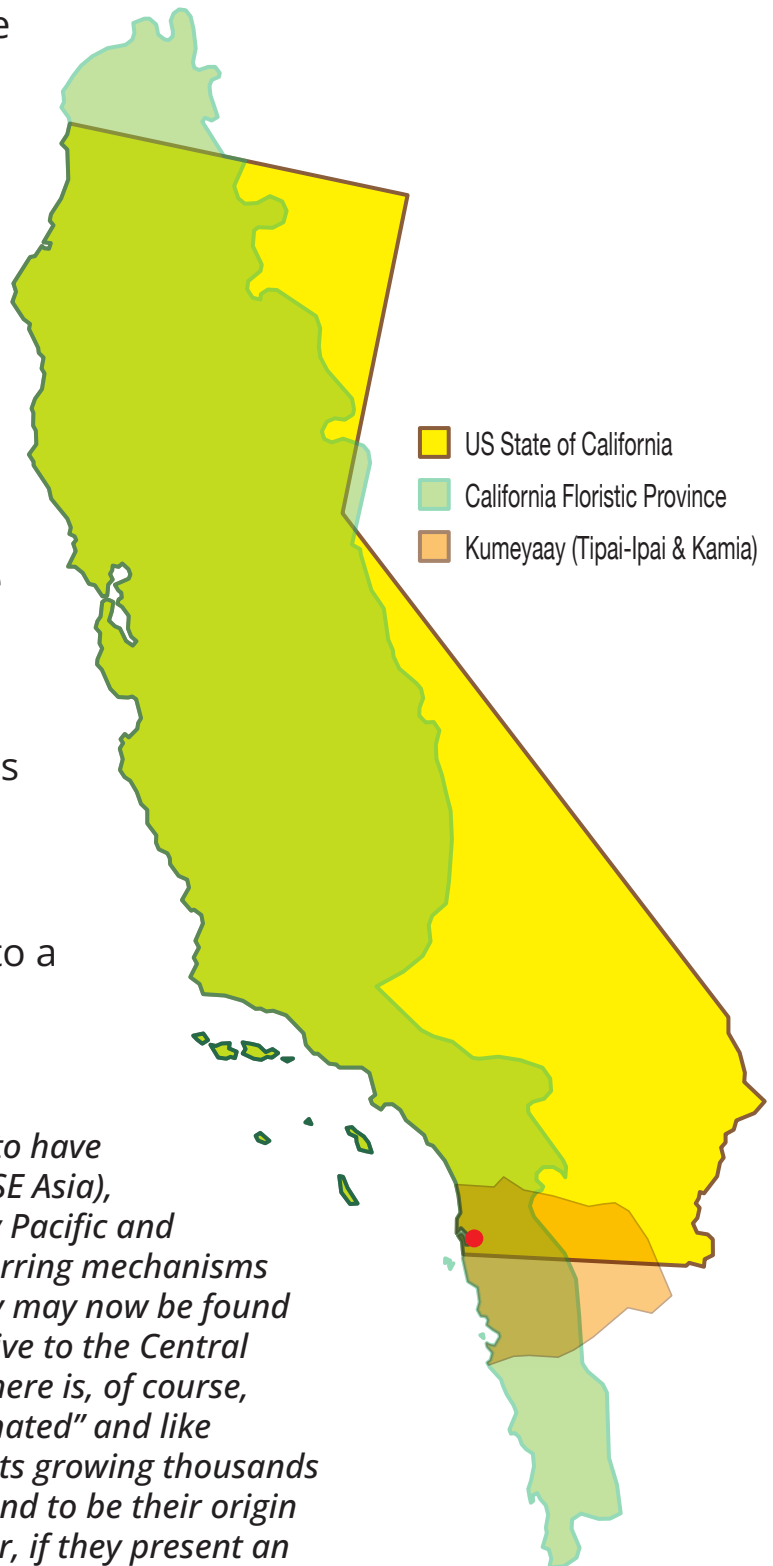 e
US State of California
California Floristic Province
Kumeyaay (Tipai-Ipai & Kamia)
s
to a
to have
SE Asia),
y Pacific and
rring mechanisms
y may now be found
ive to the Central
here is, of course,
nated” and like
ts growing thousands
nd to be their origin
r, if they present an